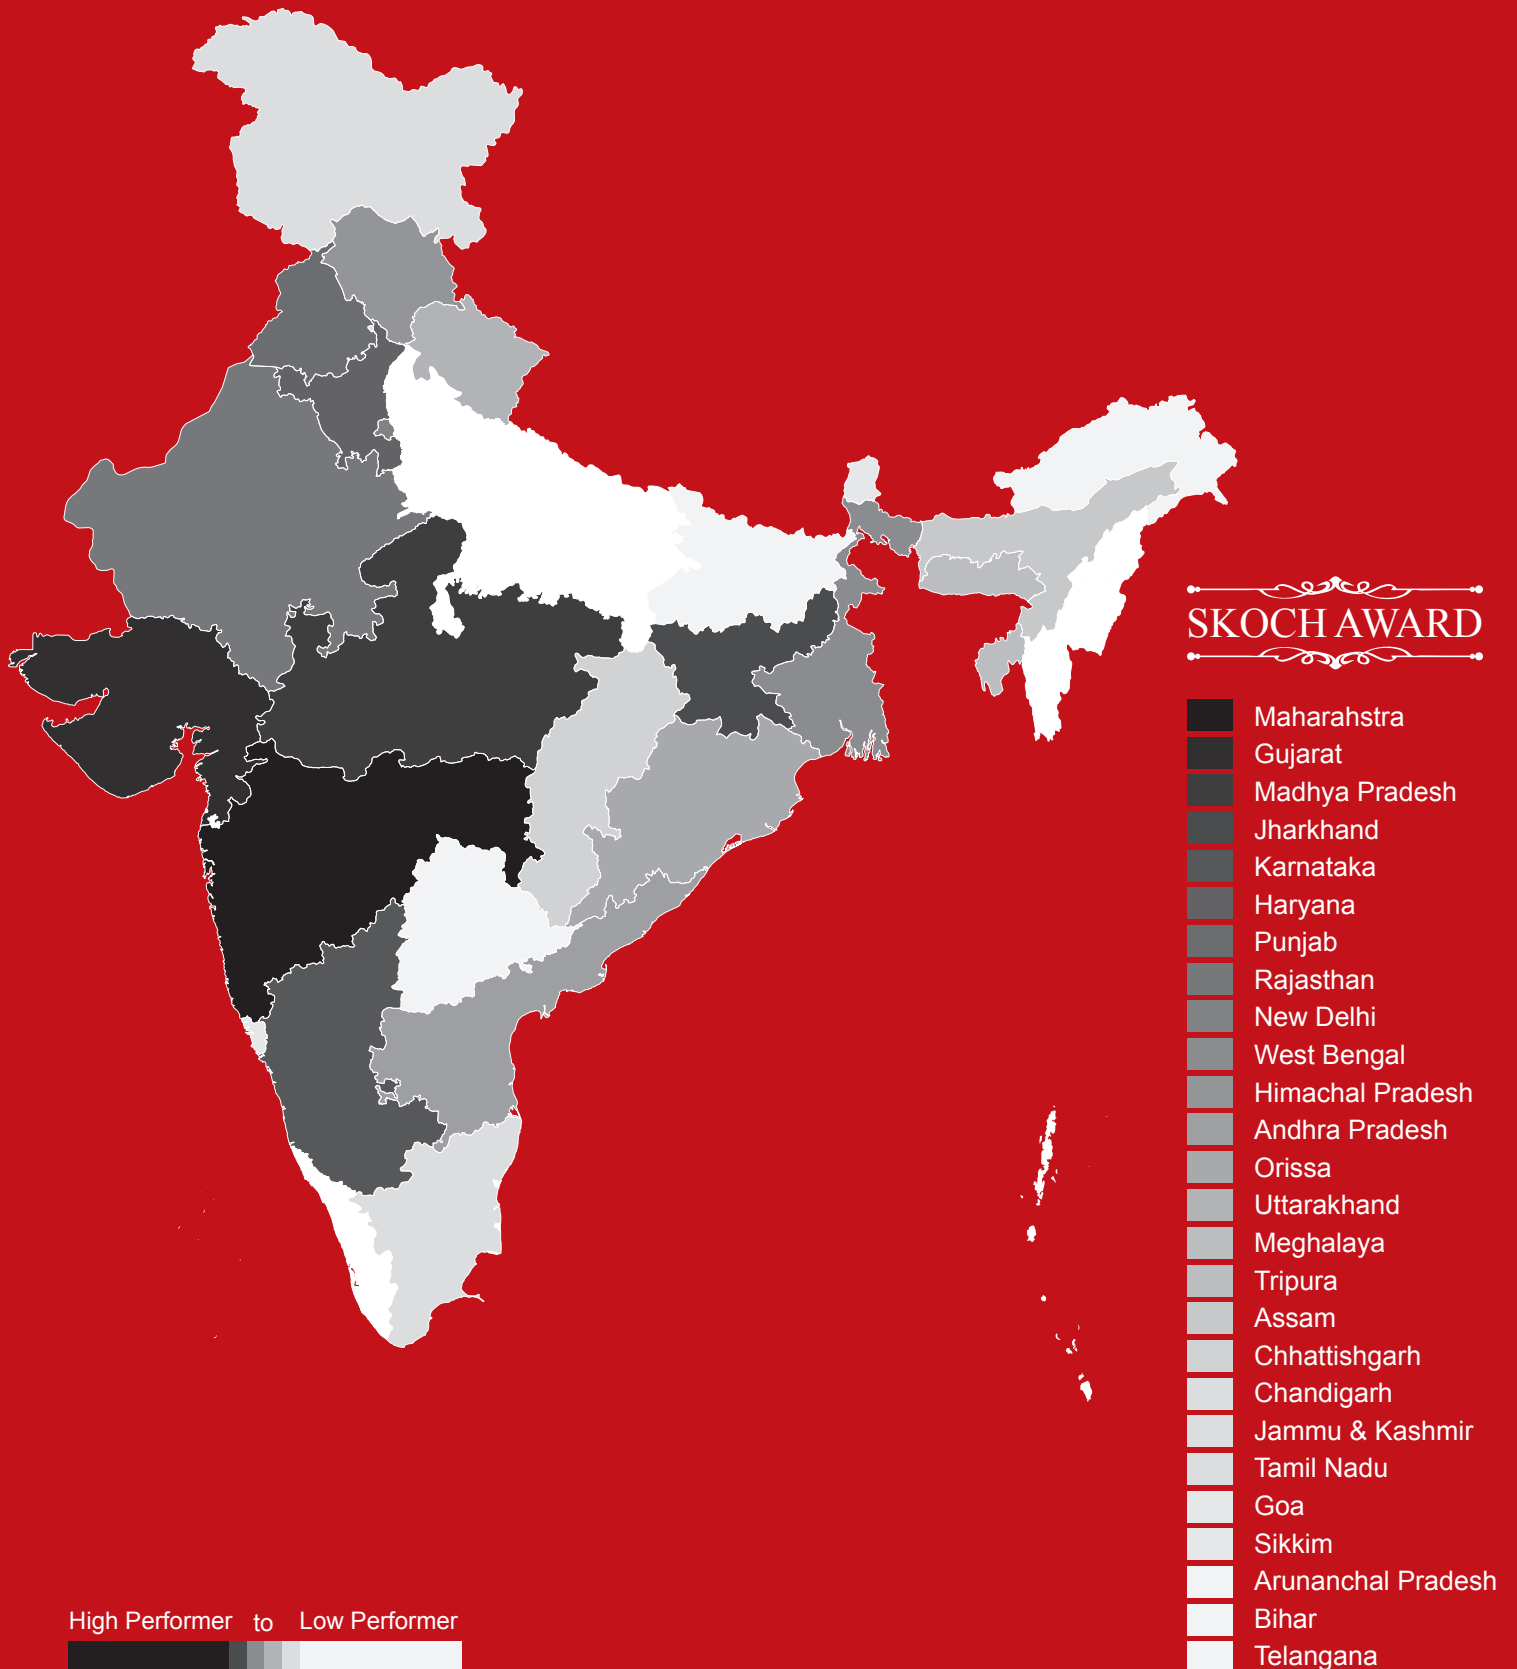 SKOCH AWARD
Maharahstra
Gujarat
Madhya Pradesh
Jharkhand
Karnataka
Haryana
Punjab
Rajasthan
New Delhi
West Bengal
Himachal Pradesh
Andhra Pradesh
Orissa
Uttarakhand
Meghalaya
Tripura
Assam
Chhattishgarh
Chandigarh
Jammu & Kashmir
Tamil Nadu
Goa
Sikkim
Arunanchal Pradesh
Bihar
Telangana
High Performer to Low Performer